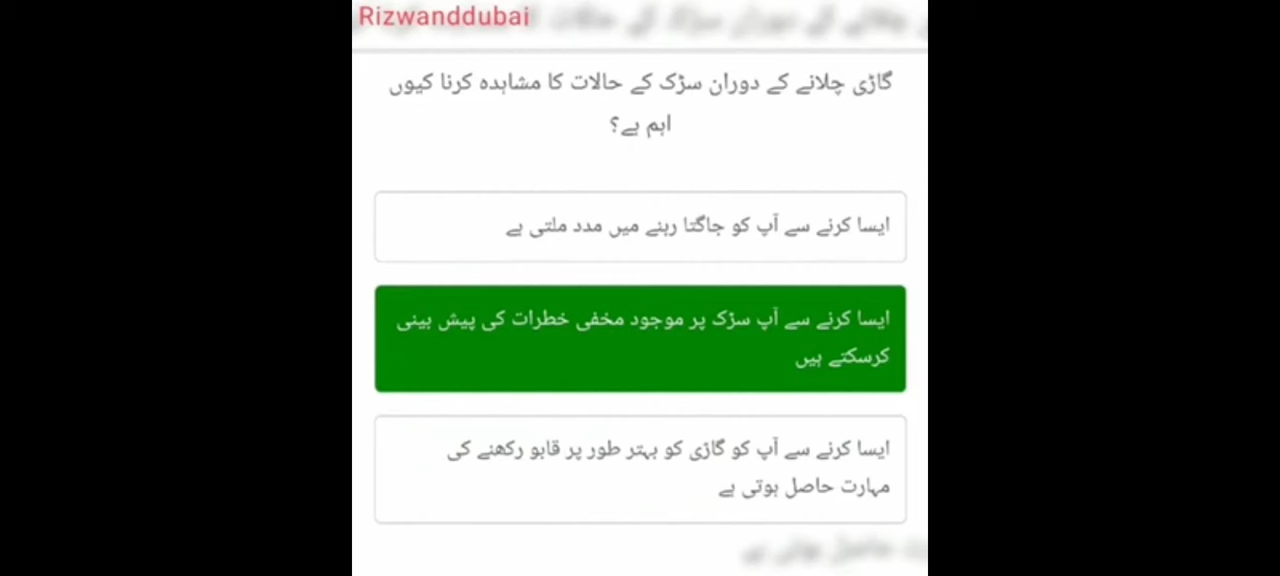 Rizwanddubai
گاڑی چلانے کے دوران سڑک کے حالات کا مشاہدہ کرنا کیوں
اہم ہے؟
ایسا کرنے سے آپ کو جاگتا رہنے میں مدد ملتی ہے
ایسا کرنے سے آپ سڑک پر موجود مخفی خطرات کی پیش بینی
کرسکتے ہیں
ایسا کرنے سے آپ کو گاڑی کو بہتر طور پر قابو رکھنے کی
مہارت حاصل ہوتی ہے